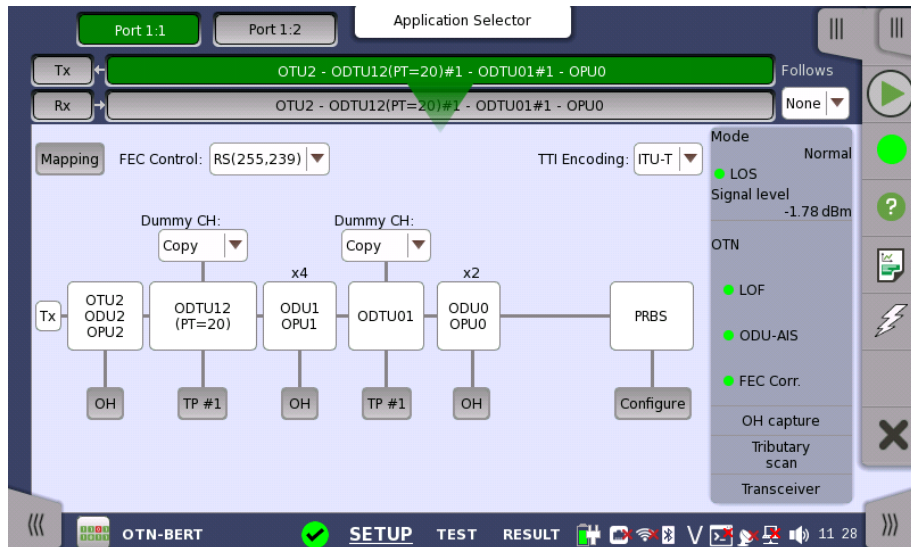 Port 1:1
Port 1:2
Application Selector
Tx
OTU2 - ODTU12(PT=20)#1 - ODTU01#1 - OPU0
Follows
Rx
OTU2 - ODTU12(PT=20)#1 - ODTU01#1 - OPU0
None
Mapping
FEC Control:
RS(255,239)
TTI Encoding:
ITU-T
Mode
Normal
LOS
Signal level
-1.78 dBm
Dummy CH:
Copy
Dummy CH:
Copy
OTN
x4
x2
Tx
OTU2
ODU2
OPU2
ODTU12
(PT=20)
ODU1
OPU1
ODTU01
ODU0
OPU0
PRBS
LOF
ODU-AIS
FEC Corr.
OH
TP #1
OH
TP #1
OH
Configure
OH capture
Tributary
scan
Transceiver
OTN-BERT
SETUP
TEST
RESULT
V
11 28